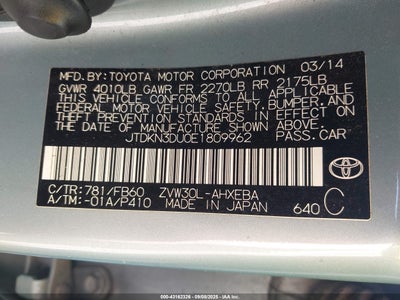 MFD. BY: TOYOTA MOTOR CORPORATION 03/14
GVWR 4010LB GAWR FR 2270LB RR 2175LB
THIS VEHICLE CONFORMS TO ALL APPLICABLE
FEDERAL MOTOR VEHICLE SAFETY, BUMPER, AND
THEFT PREVENTION STANDARDS IN EFFECT ON
THE DATE OF MANUFACTURE SHOWN ABOVE.
JTDKN3DU0E1809962 PASS.CAR
C/TR: 781/FB60 ZVW30L-AHXEBA
A/TM: -01A/P410 MADE IN JAPAN 640 C
TOYOTA
000-43162326 - 09/08/2025 - IAAI.COM